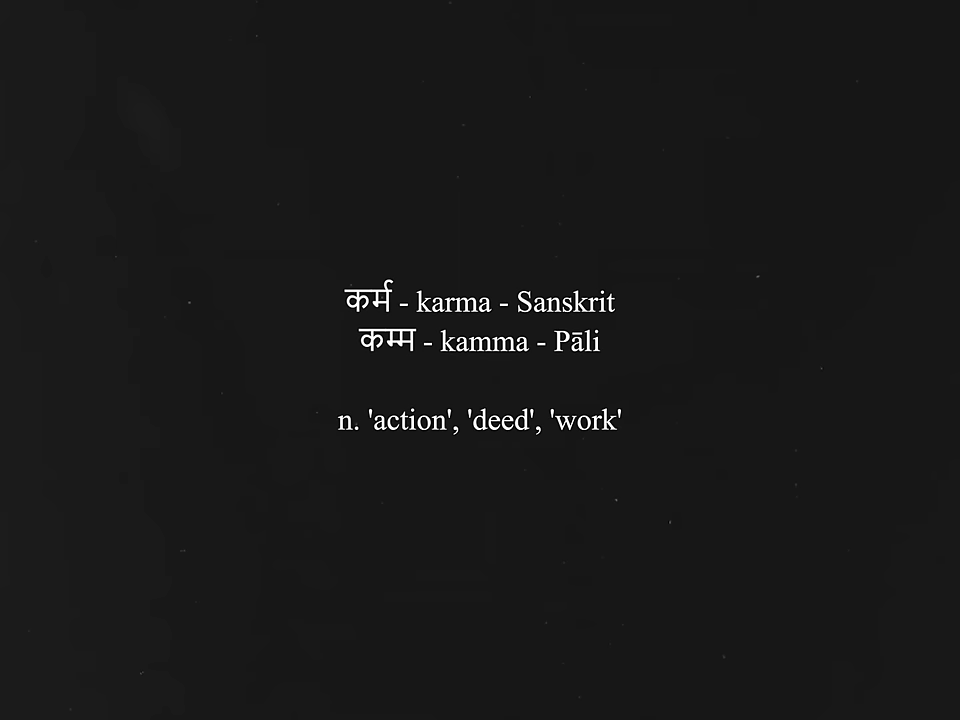 कर्म - karma - Sanskrit
कम्म - kamma - Pāli
n. 'action', 'deed', 'work'